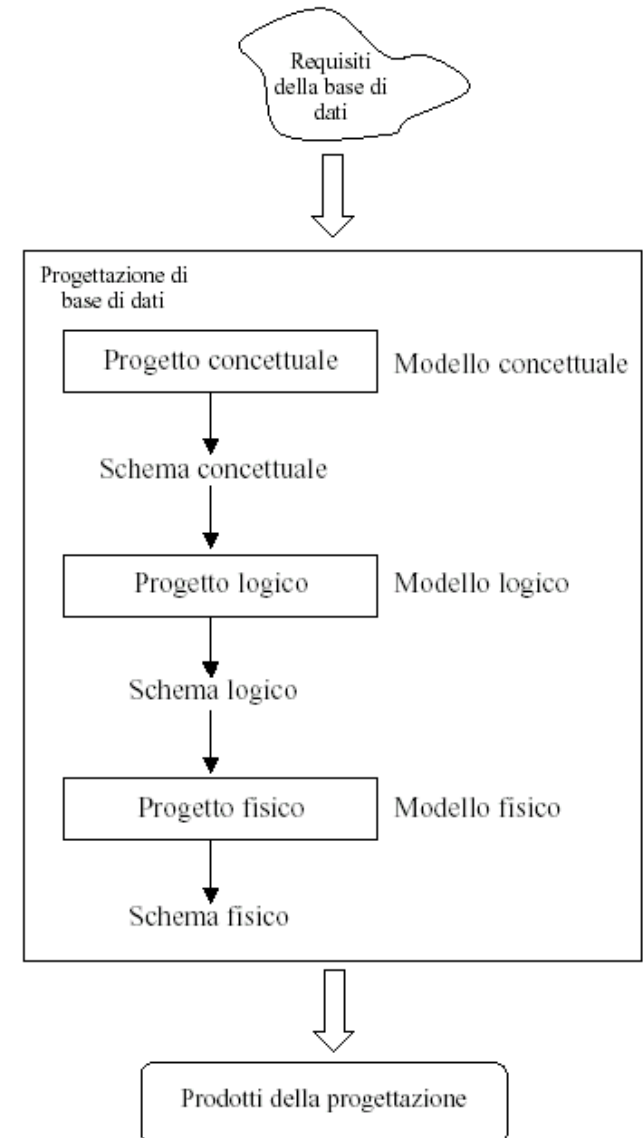 Requisiti
della base di
dati
Progettazione di
base di dati
Progetto concettuale
Modello concettuale
Schema concettuale
Progetto logico
Modello logico
Schema logico
Progetto fisico
Modello fisico
Schema fisico
Prodotti della progettazione